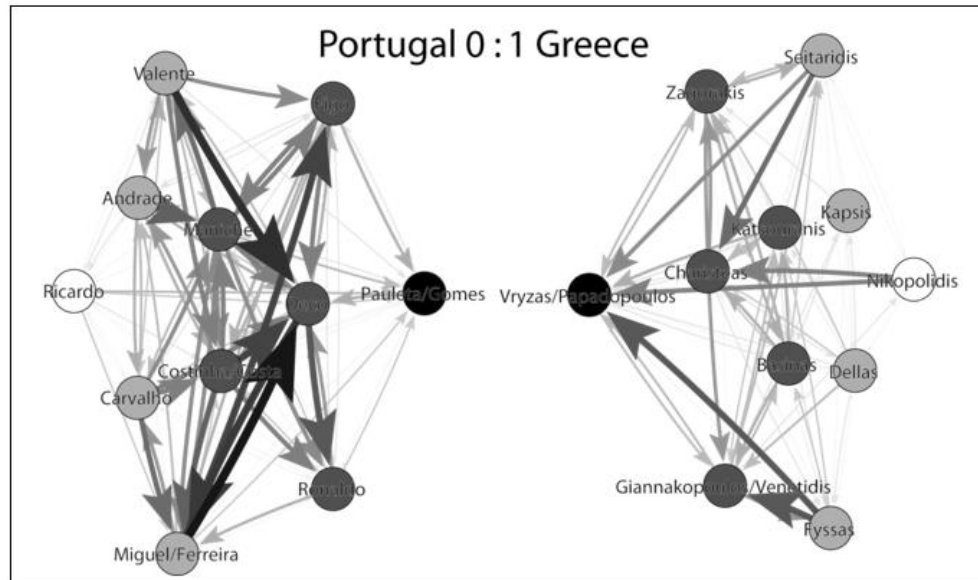 Portugal 0 : 1 Greece
Valente
Figo
Andrade
Maniche
Ricardo
Deco
Pauleta/Gomes
Costinha/Costa
Carvalho
Ronaldo
Miguel/Ferreira
Seitaridis
Zagorakis
Kapsis
Katsouranis
Charisteas
Nikopolidis
Vryzas/Papadopoulos
Basinas
Dellas
Giannakopoulos/Venetidis
Fyssas